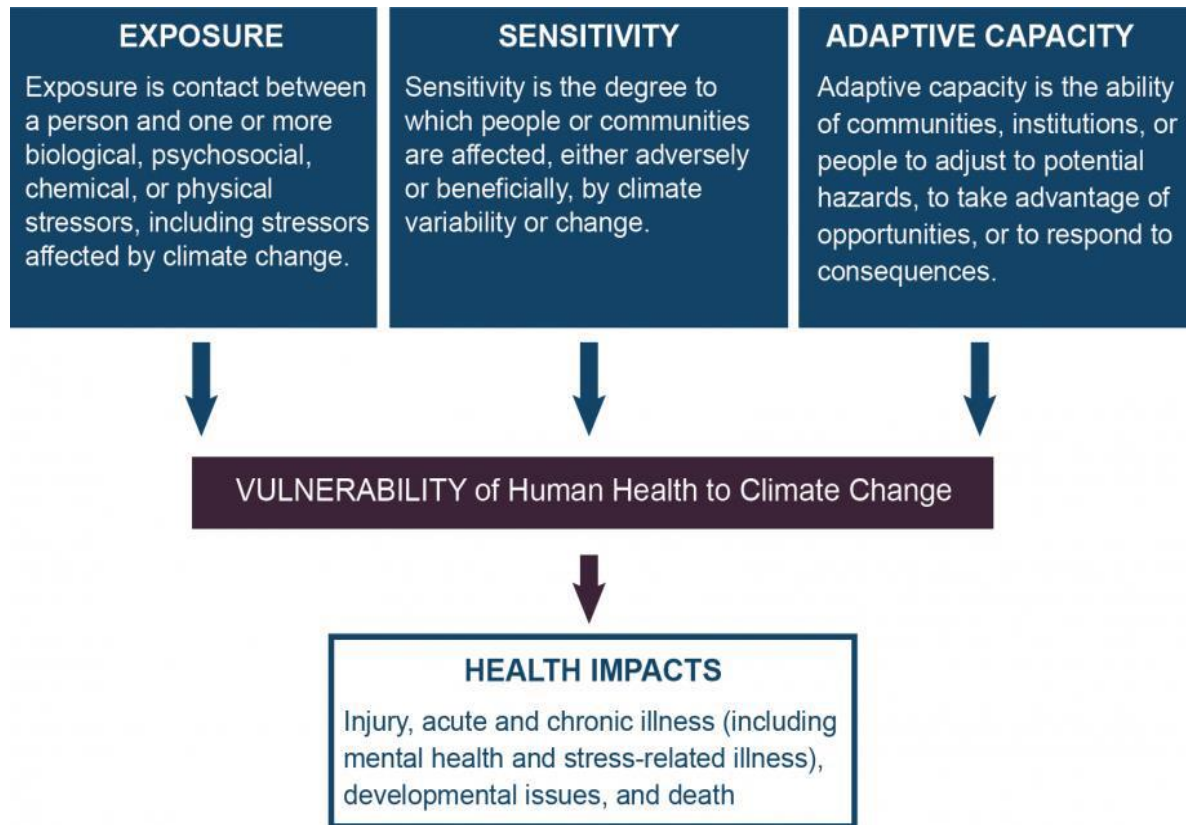 EXPOSURE
Exposure is contact between
a person and one or more
biological, psychosocial,
chemical, or physical
stressors, including stressors
affected by climate change.
SENSITIVITY
Sensitivity is the degree to
which people or communities
are affected, either adversely
or beneficially, by climate
variability or change.
ADAPTIVE CAPACITY
Adaptive capacity is the ability
of communities, institutions, or
people to adjust to potential
hazards, to take advantage of
opportunities, or to respond to
consequences.
VULNERABILITY of Human Health to Climate Change
HEALTH IMPACTS
Injury, acute and chronic illness (including
mental health and stress-related illness),
developmental issues, and death